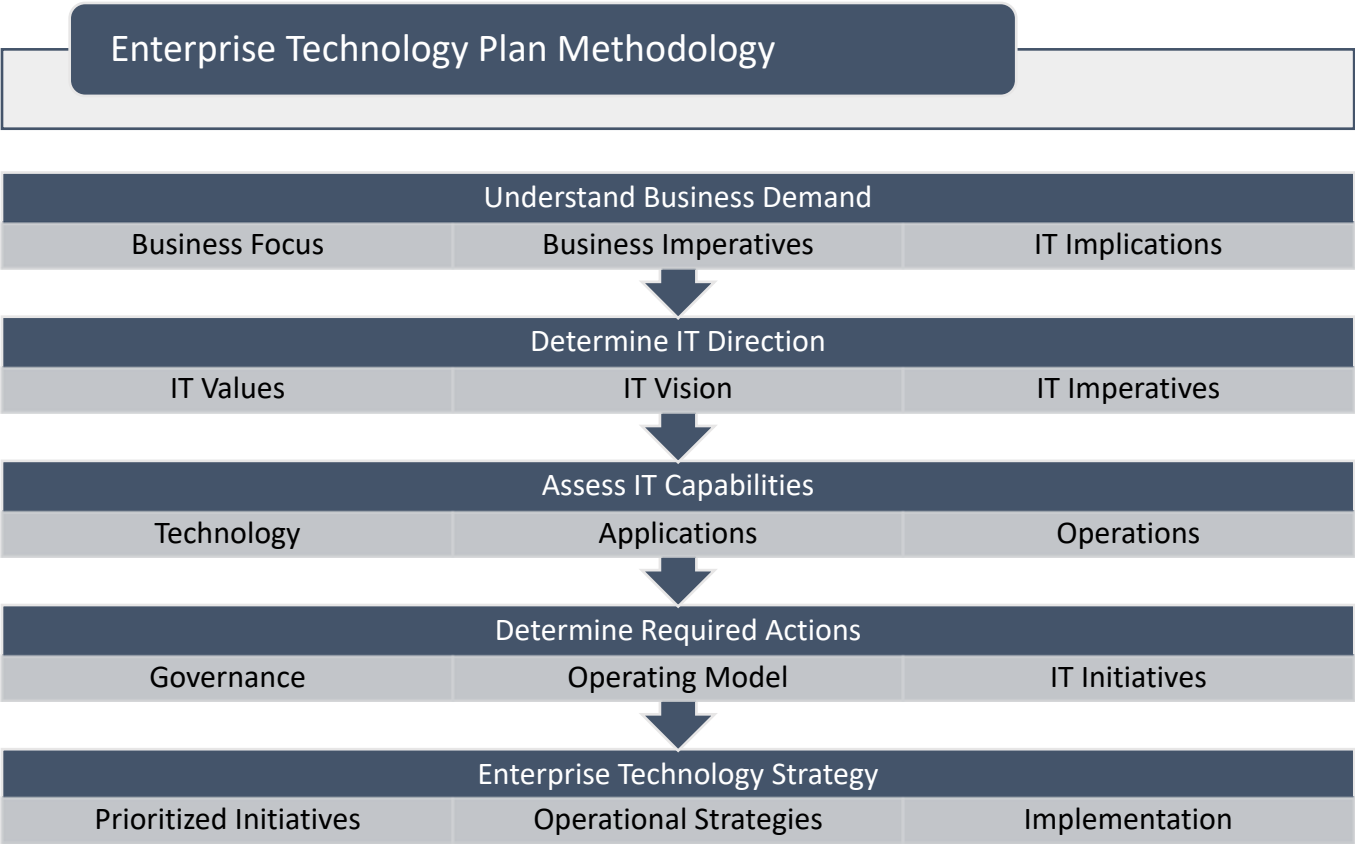 Enterprise Technology Plan Methodology
Understand Business Demand
Business Focus Business Imperatives IT Implications
Determine IT Direction
IT Values IT Vision IT Imperatives
Assess IT Capabilities
Technology Applications Operations
Determine Required Actions
Governance Operating Model IT Initiatives
Enterprise Technology Strategy
Prioritized Initiatives Operational Strategies Implementation